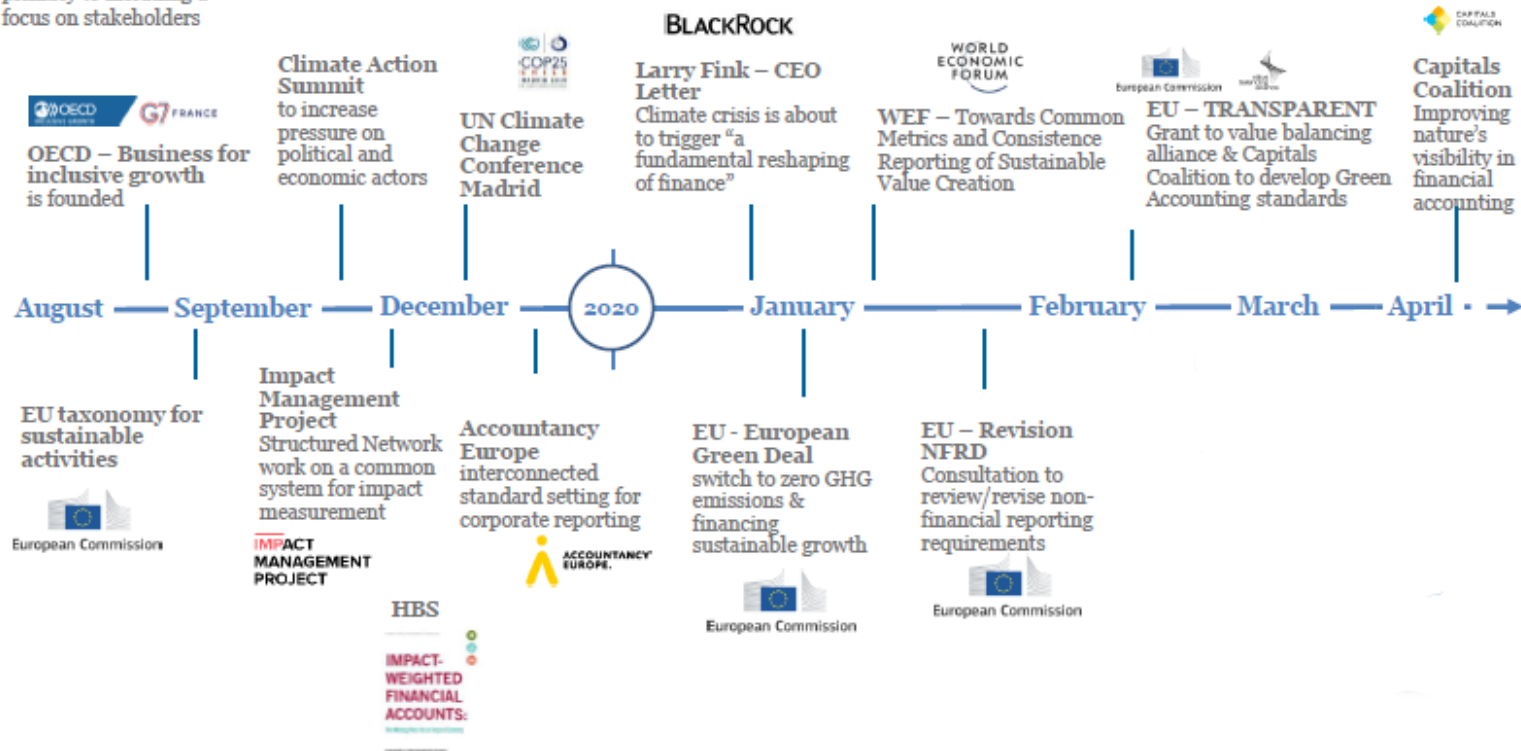 focus on stakeholders
OECD
G7 FRANCE
OECD – Business for
inclusive growth
is founded
Climate Action
Summit
to increase
pressure on
political and
economic actors
COP25
CHILE
MADRID 2019
UN Climate
Change
Conference
Madrid
BLACKROCK
Larry Fink – CEO
Letter
Climate crisis is about
to trigger “a
fundamental reshaping
of finance”
WORLD
ECONOMIC
FORUM
WEF – Towards Common
Metrics and Consistence
Reporting of Sustainable
Value Creation
European Commission
EU – TRANSPARENT
Grant to value balancing
alliance & Capitals
Coalition to develop Green
Accounting standards
CAPITALS
COALITION
Capitals
Coalition
Improving
nature’s
visibility in
financial
accounting
August
September
December
2020
January
February
March
April
EU taxonomy for
sustainable
activities
European Commission
Impact
Management
Project
Structured Network
work on a common
system for impact
measurement
IMPACT
MANAGEMENT
PROJECT
HBS
IMPACT-
WEIGHTED
FINANCIAL
ACCOUNTS:
Accountancy
Europe
interconnected
standard setting for
corporate reporting
ACCOUNTANCY
EUROPE.
EU - European
Green Deal
switch to zero GHG
emissions &
financing
sustainable growth
European Commission
EU – Revision
NFRD
Consultation to
review/revise non-
financial reporting
requirements
European Commission